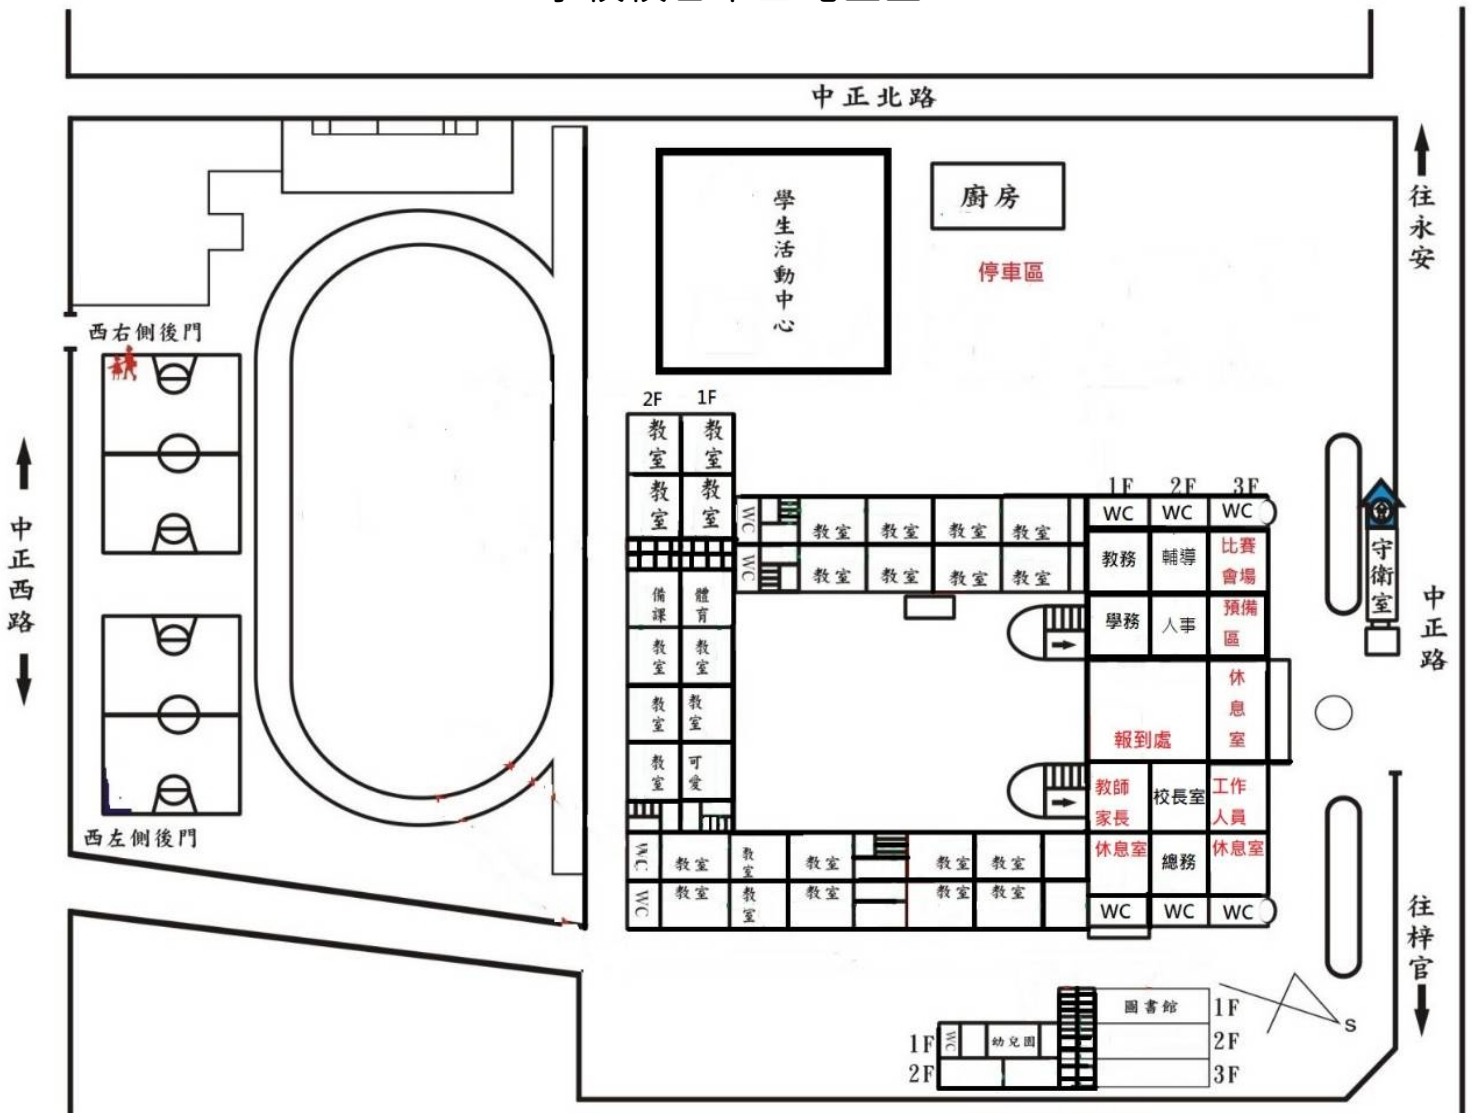 中正北路
往永安
學生活動中心
廚房
停車區
西右側後門
2F
1F
教室
教室
教室
教室
1F
2F
3F
WC
WC
WC
WC
教室
教室
教室
教室
WC
教室
教室
教室
教室
教務
輔導
比賽會場
學務
人事
預備區
守衛室
中正路
中正西路
備課
體育
教室
教室
教室
教室
教室
可愛
休息室
報到處
教師家長休息室
校長室
工作人員休息室
總務
西左側後門
WC
教室
教室
教室
教室
教室
WC
教室
教室
教室
教室
教室
WC
WC
WC
往梓官
圖書館
1F
2F
3F
S
1F
WC
幼兒園
2F